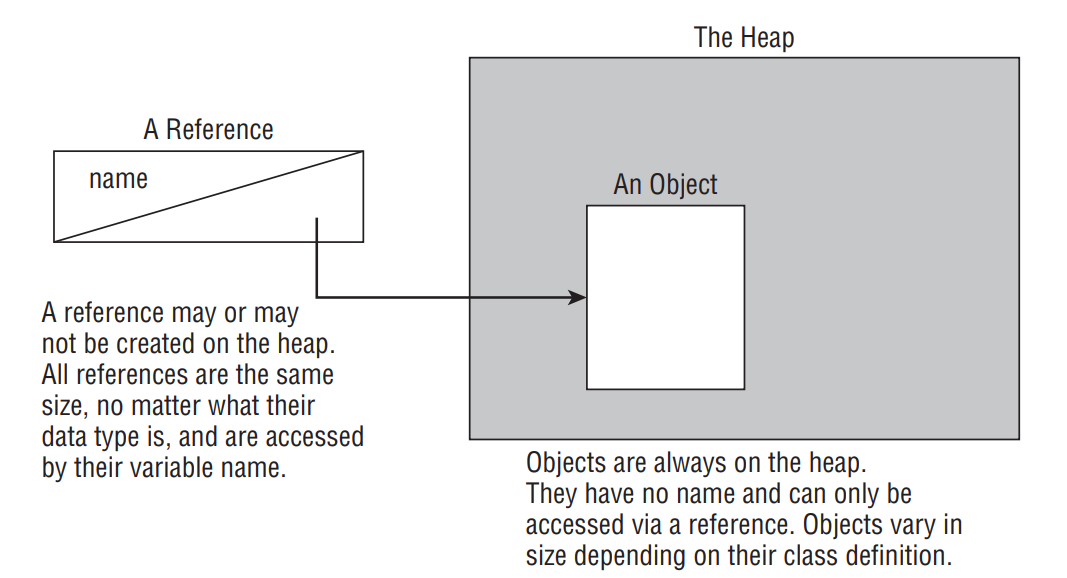 The Heap
A Reference
name
An Object
A reference may or may
not be created on the heap.
All references are the same
size, no matter what their
data type is, and are accessed
by their variable name.
Objects are always on the heap.
They have no name and can only be
accessed via a reference. Objects vary in
size depending on their class definition.